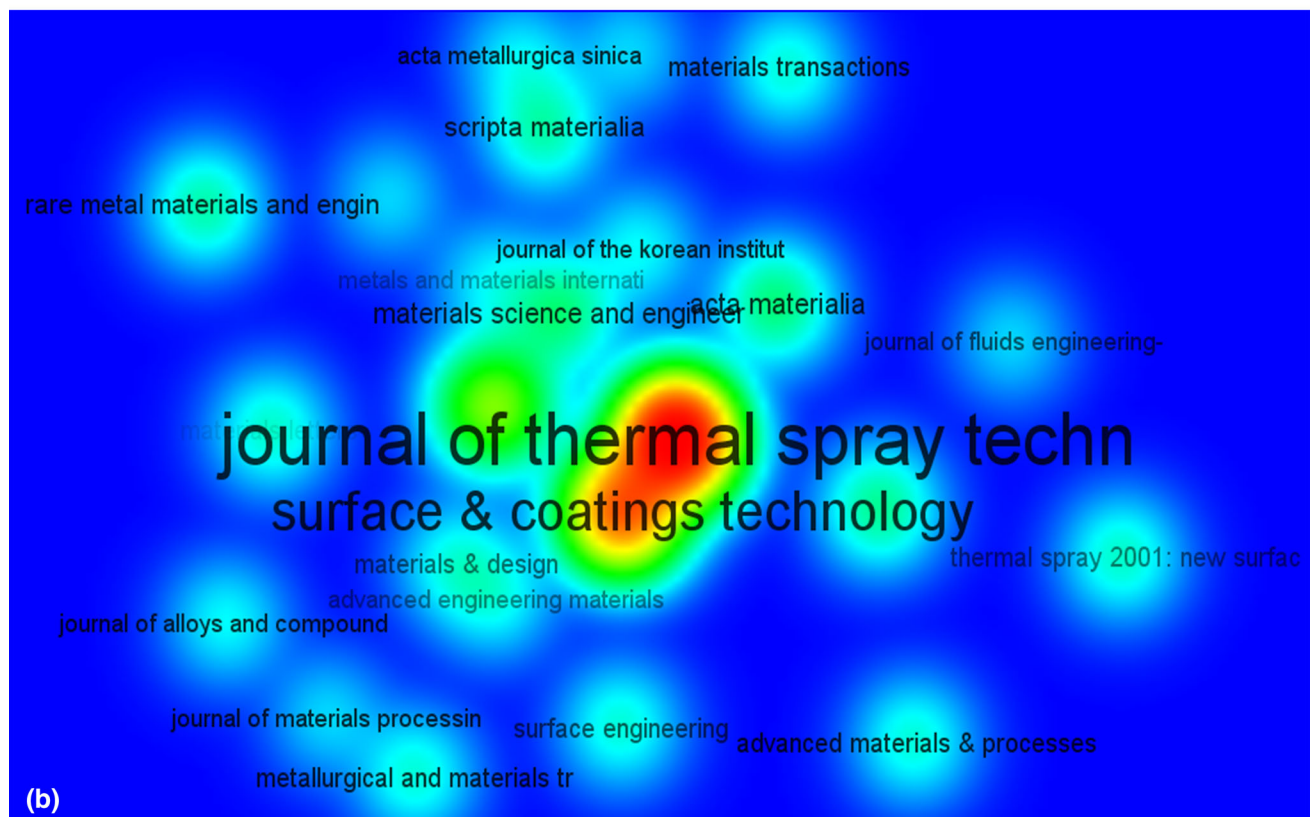 acta metallurgica sinica
materials transactions
scripta materialia
rare metal materials and engin
journal of the korean institut
metals and materials internati
acta materialia
materials science and engineer
journal of fluids engineering-
materials letters
journal of thermal spray techn
surface & coatings technology
thermal spray 2001: new surfac
materials & design
advanced engineering materials
journal of alloys and compound
journal of materials processin
surface engineering
advanced materials & processes
metallurgical and materials tr
(b)